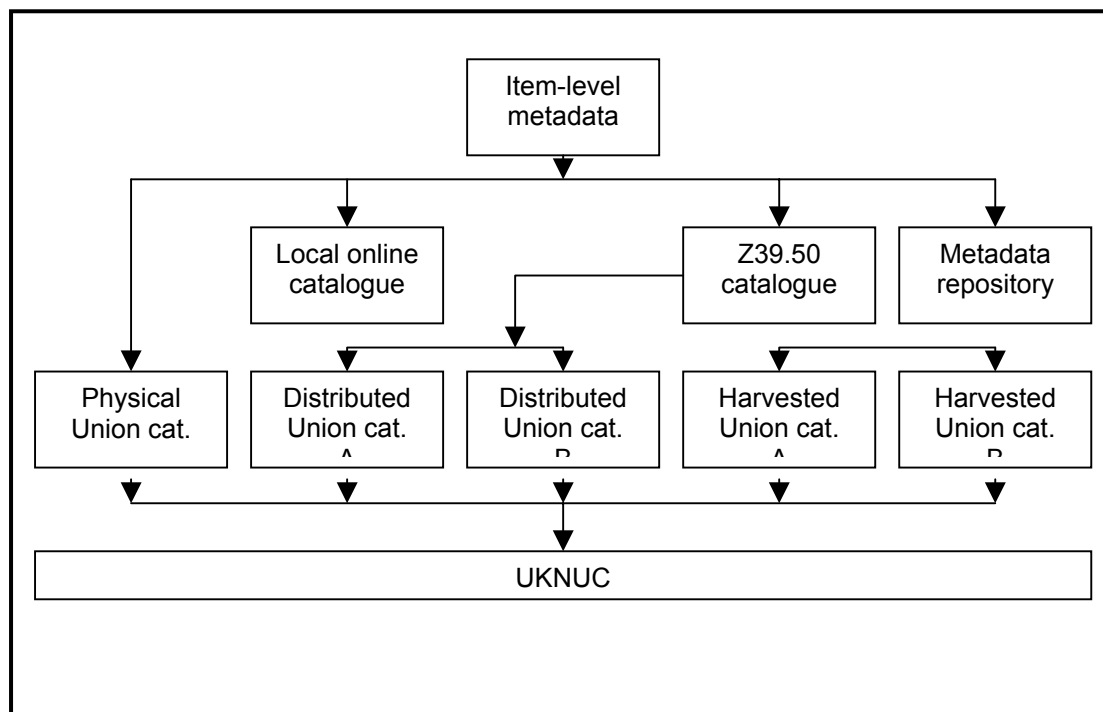 Item-level
metadata
Local online
catalogue
Z39.50
catalogue
Metadata
repository
Physical
Union cat.
Distributed
Union cat.
A
Distributed
Union cat.
Harvested
Union cat.
A
Harvested
Union cat.
UKNUC